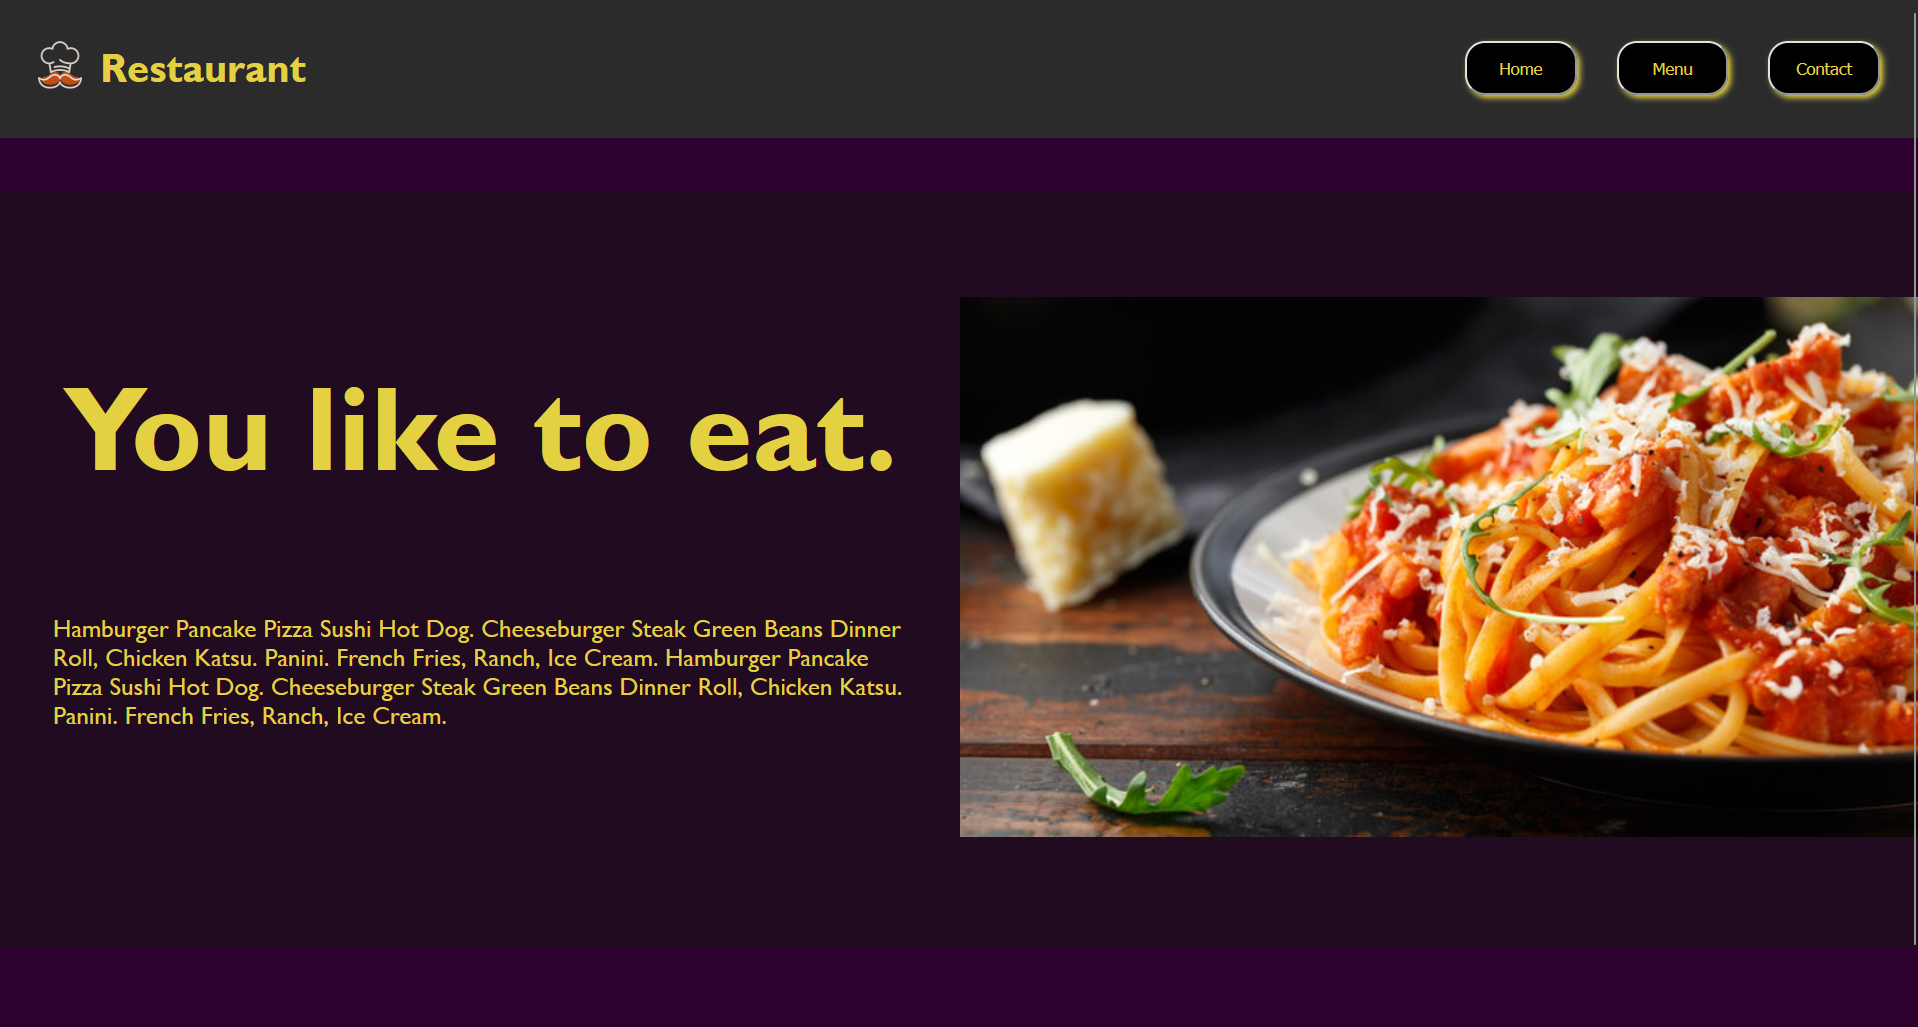 Restaurant
Home
Menu
Contact
You like to eat.
Hamburger Pancake Pizza Sushi Hot Dog. Cheeseburger Steak Green Beans Dinner
Roll, Chicken Katsu. Panini. French Fries, Ranch, Ice Cream. Hamburger Pancake
Pizza Sushi Hot Dog. Cheeseburger Steak Green Beans Dinner Roll, Chicken Katsu.
Panini. French Fries, Ranch, Ice Cream.